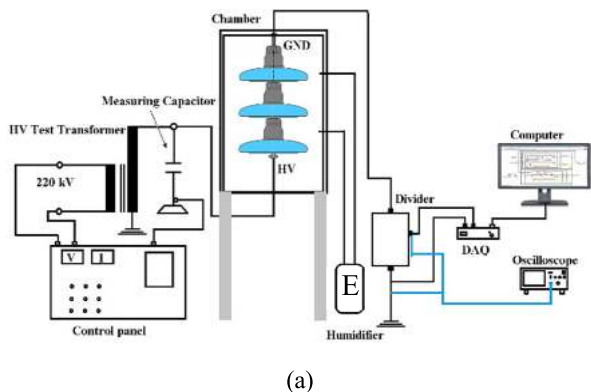 Chamber
GND
Measuring Capacitor
HV Test Transformer
HV
220 kV
Computer
Divider
V
I
DAQ
E
Oscilloscope
Control panel
Humidifier
(a)